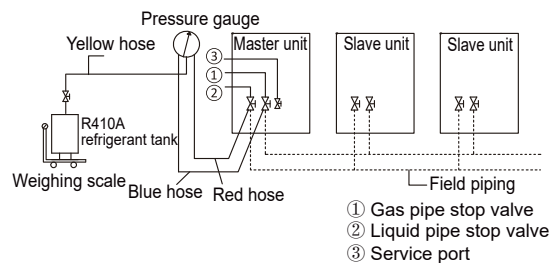 Pressure gauge
Yellow hose
Master unit
Slave unit
Slave unit
③
①
②
R410A
refrigerant tank
Weighing scale
Blue hose
Red hose
Field piping
① Gas pipe stop valve
② Liquid pipe stop valve
③ Service port